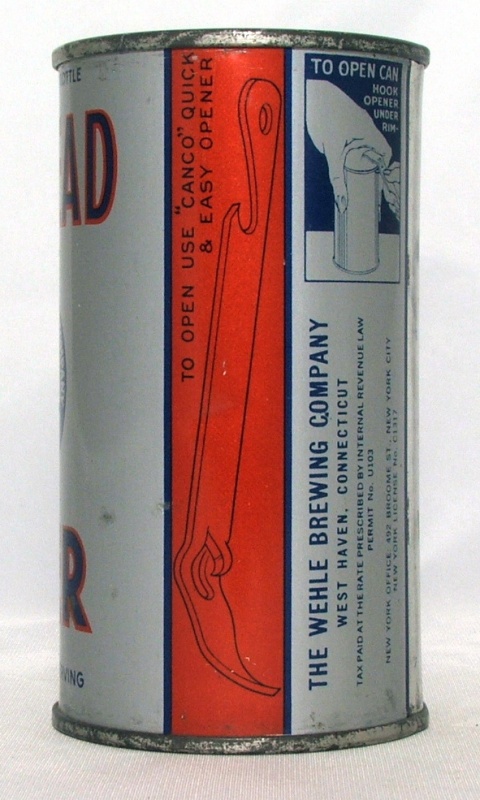 OTTLE
AD
R
VING
TO OPEN USE "CANCO" QUICK
& EASY OPENER
TO OPEN CAN
HOOK
OPENER
UNDER
RIM-
THE WEHLE BREWING COMPANY
WEST HAVEN, CONNECTICUT
TAX PAID AT THE RATE PRESCRIBED BY INTERNAL REVENUE LAW
PERMIT No. U103
NEW YORK OFFICE, 492 BROOME ST., NEW YORK CITY
NEW YORK LICENSE No. C1317